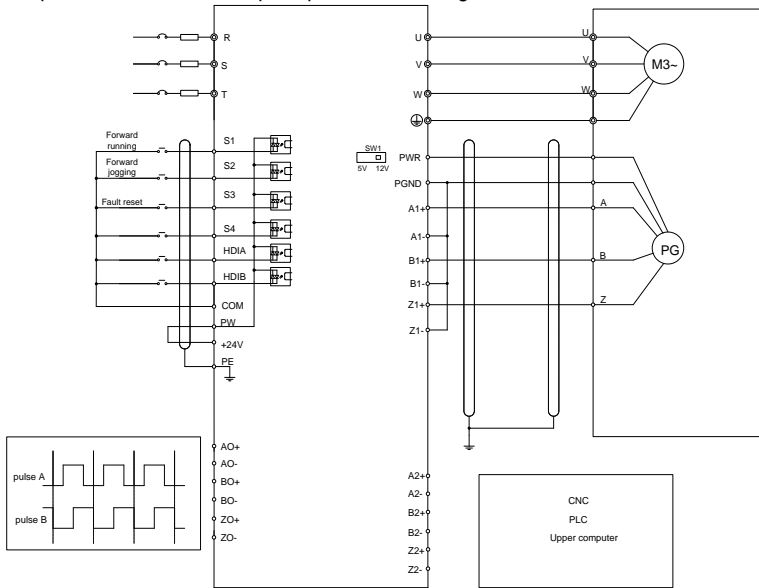 R
S
T
Forward
running
Forward
jogging
Fault reset
S1
S2
S3
S4
HDIA
HDIB
COM
PW
+24V
PE
AO+
AO-
BO+
BO-
ZO+
ZO-
pulse A
pulse B
U
V
W
SW1
5V 12V
PWR
PGND
A1+
A1-
B1+
B1-
Z1+
Z1-
A2+
A2-
B2+
B2-
Z2+
Z2-
U
V
W
M3~
A
B
Z
PG
CNC
PLC
Upper computer